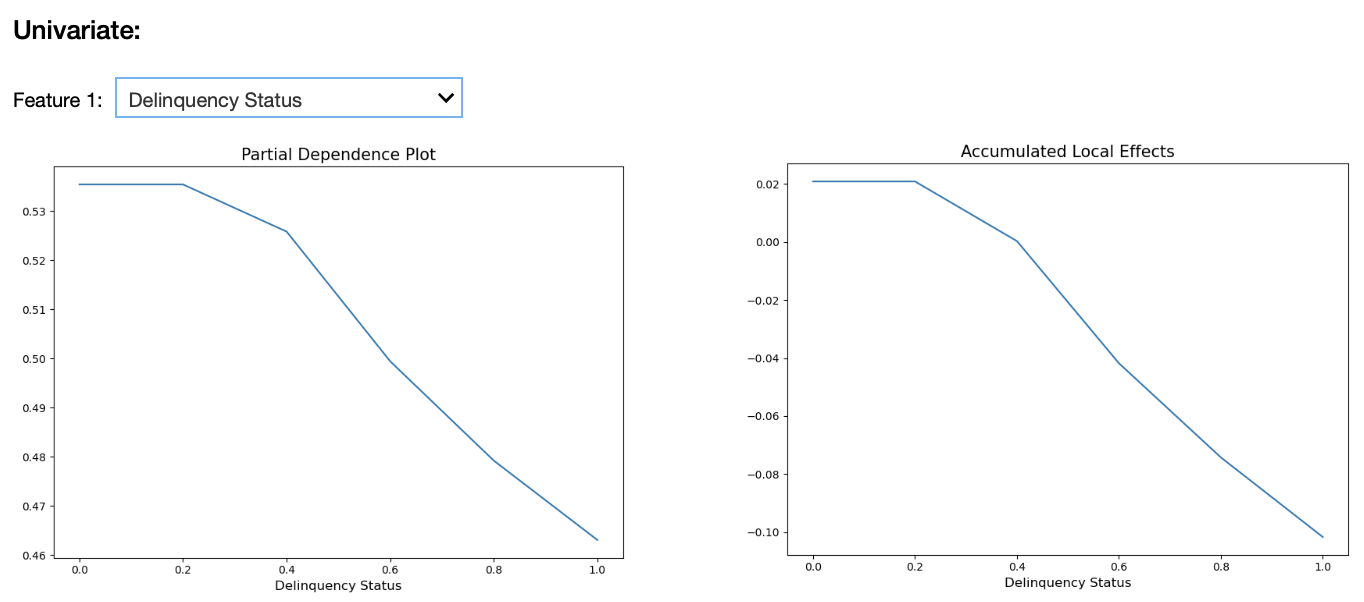 Univariate:
Feature 1: Delinquency Status
Partial Dependence Plot
0.53
0.52
0.51
0.50
0.49
0.48
0.47
0.46
0.0 0.2 0.4 0.6 0.8 1.0
Delinquency Status
Accumulated Local Effects
0.02
0.00
−0.02
−0.04
−0.06
−0.08
−0.10
0.0 0.2 0.4 0.6 0.8 1.0
Delinquency Status